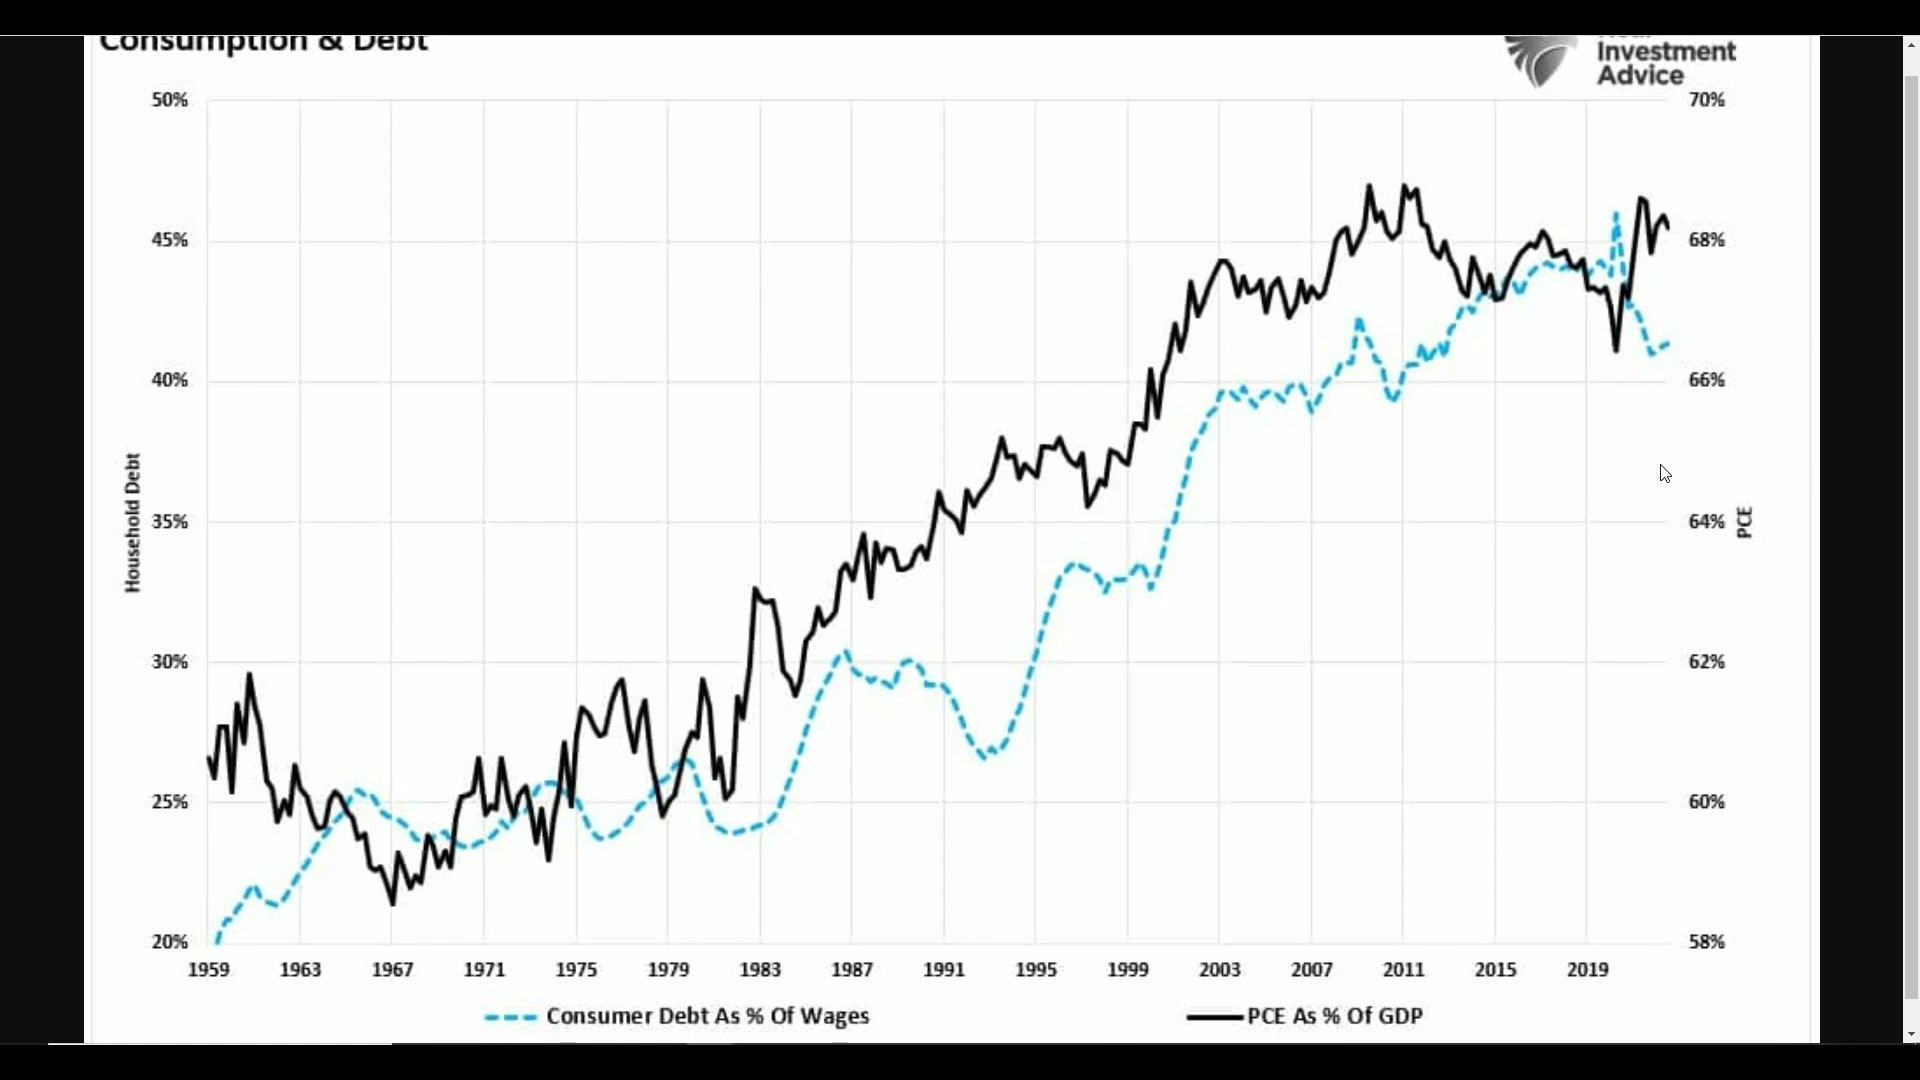 Consumption & Debt
Investment
Advice
50%
70%
45%
68%
40%
66%
35%
64%
30%
62%
25%
60%
20%
58%
Household Debt
PCE
1959 1963 1967 1971 1975 1979 1983 1987 1991 1995 1999 2003 2007 2011 2015 2019
Consumer Debt As % Of Wages
PCE As % Of GDP